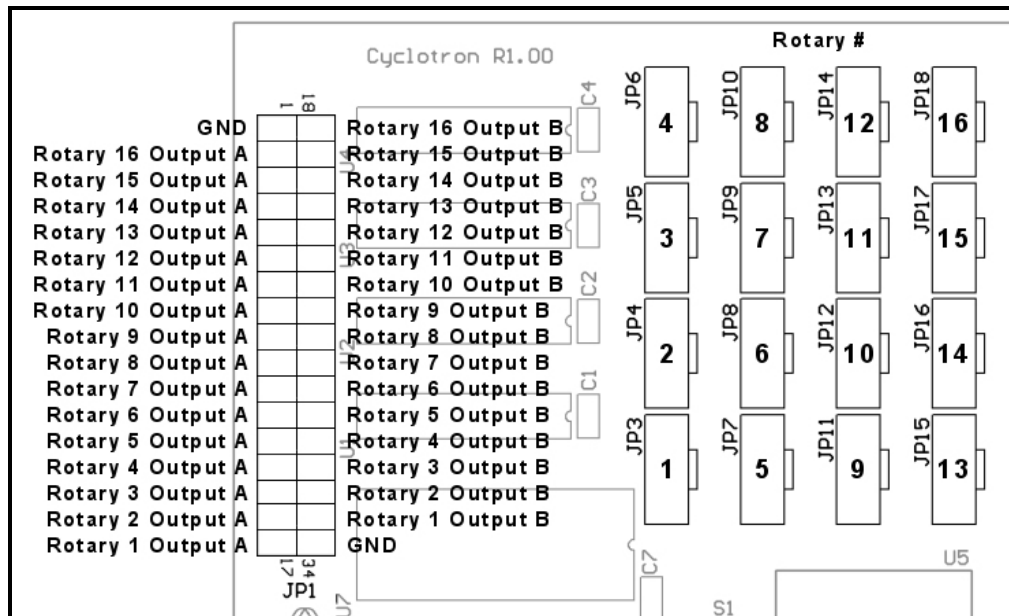 Rotary #
Cyclotron R1.00
JP6 JP10 JP14 JP18
C4
1 18
4 8 12 16
GND Rotary 16 Output B
U4
Rotary 16 Output A Rotary 15 Output B
Rotary 15 Output A Rotary 14 Output B
C3
JP5 JP9 JP13 JP17
Rotary 14 Output A Rotary 13 Output B
Rotary 13 Output A Rotary 12 Output B
3 7 11 15
U3
Rotary 12 Output A Rotary 11 Output B
Rotary 11 Output A Rotary 10 Output B
C2
Rotary 10 Output A Rotary 9 Output B
JP4 JP8 JP12 JP16
Rotary 9 Output A Rotary 8 Output B
U2
2 6 10 14
Rotary 8 Output A Rotary 7 Output B
Rotary 7 Output A Rotary 6 Output B
C1
Rotary 6 Output A Rotary 5 Output B
JP3 JP7 JP11 JP15
Rotary 5 Output A Rotary 4 Output B
U1
Rotary 4 Output A Rotary 3 Output B
1 5 9 13
Rotary 3 Output A Rotary 2 Output B
Rotary 2 Output A Rotary 1 Output B
Rotary 1 Output A GND
17 34
C7
U5
JP1
U7
S1